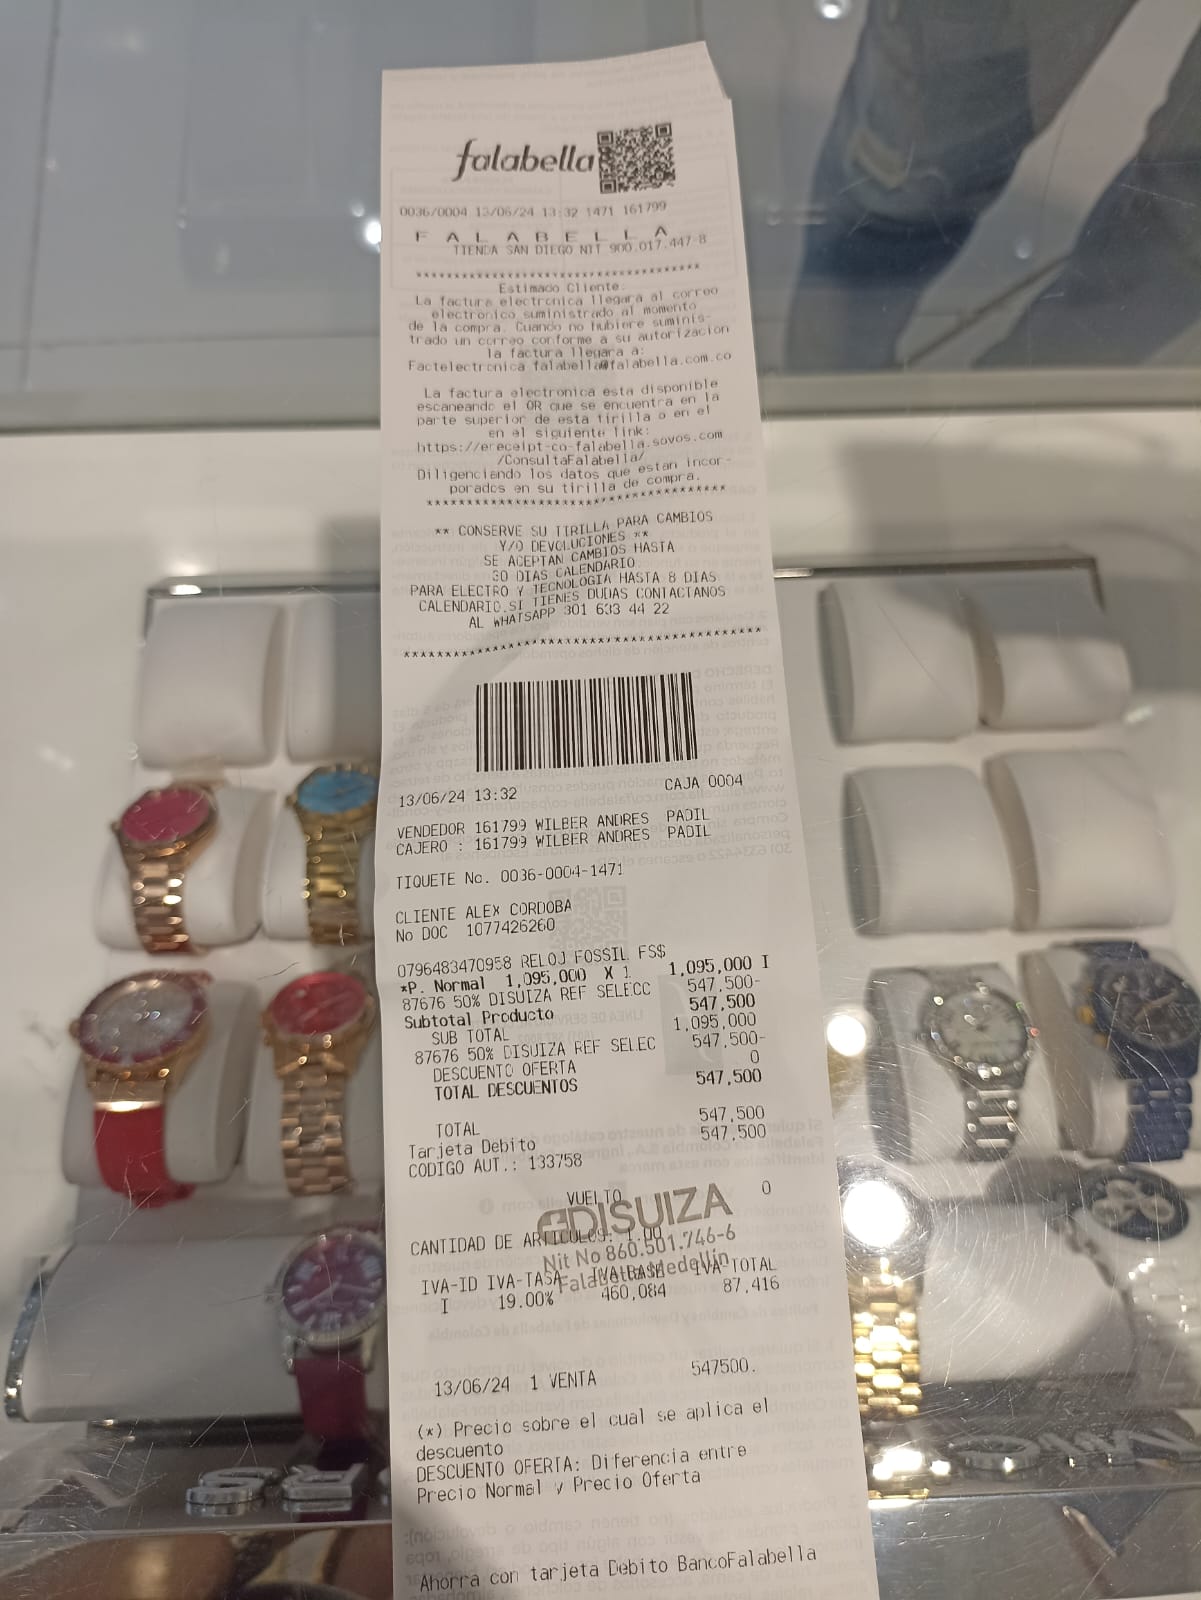 falabella
0036/0004 13/06/24 13:32 1471 161799
F A L A B E L L A
TIENDA SAN DIEGO NIT 900.017.447-8
****************************************
Estimado Cliente:
La factura electronica llegara al correo
electronico suministrado al momento
de la compra. Cuando no hubiere suminis-
trado un correo conforme a su autorizacion
la factura llegara a:
Factelectronica_falabella@falabella.com.co
La factura electronica esta disponible
escaneando el QR que se encuentra en la
parte superior de esta tirilla o en el
en el siguiente link:
https://ereceipt-co-falabella.sovos.com
/ConsultaFalabella/
Diligenciando los datos que estan incor-
porados en su tirilla de compra.
******************************************
** CONSERVE SU TIRILLA PARA CAMBIOS
Y/O DEVOLUCIONES **
SE ACEPTAN CAMBIOS HASTA
30 DIAS CALENDARIO
PARA ELECTRO Y TECNOLOGIA HASTA 8 DIAS
CALENDARIO.SI TIENES DUDAS CONTACTANOS
AL WHATSAPP 301 633 44 22
******************************************
13/06/24 13:32 CAJA 0004
VENDEDOR 161799 WILBER ANDRES PADIL
CAJERO : 161799 WILBER ANDRES PADIL
TIQUETE No. 0036-0004-1471
CLIENTE ALEX CORDOBA
No DOC 1077426260
0796483470958 RELOJ FOSSIL FS$
*P. Normal 1,095,000 X 1 1,095,000 I
87676 50% DISUIZA REF SELECC 547,500-
Subtotal Producto 547,500
SUB TOTAL 1,095,000
87676 50% DISUIZA REF SELEC 547,500-
DESCUENTO OFERTA 0
TOTAL DESCUENTOS 547,500
TOTAL 547,500
Tarjeta Debito 547,500
CODIGO AUT.: 133758
VUELTO 0
DISUIZA
CANTIDAD DE ARTICULOS: 1.00
Nit No 860.501.746-6
Falabella Medellin
IVA-ID IVA-TASA IVA-BASE IVA-TOTAL
I 19.00% 460,084 87,416
13/06/24 1 VENTA 547500.
(*) Precio sobre el cual se aplica el
descuento
DESCUENTO OFERTA: Diferencia entre
Precio Normal y Precio Oferta
Ahorra con tarjeta Debito BancoFalabella